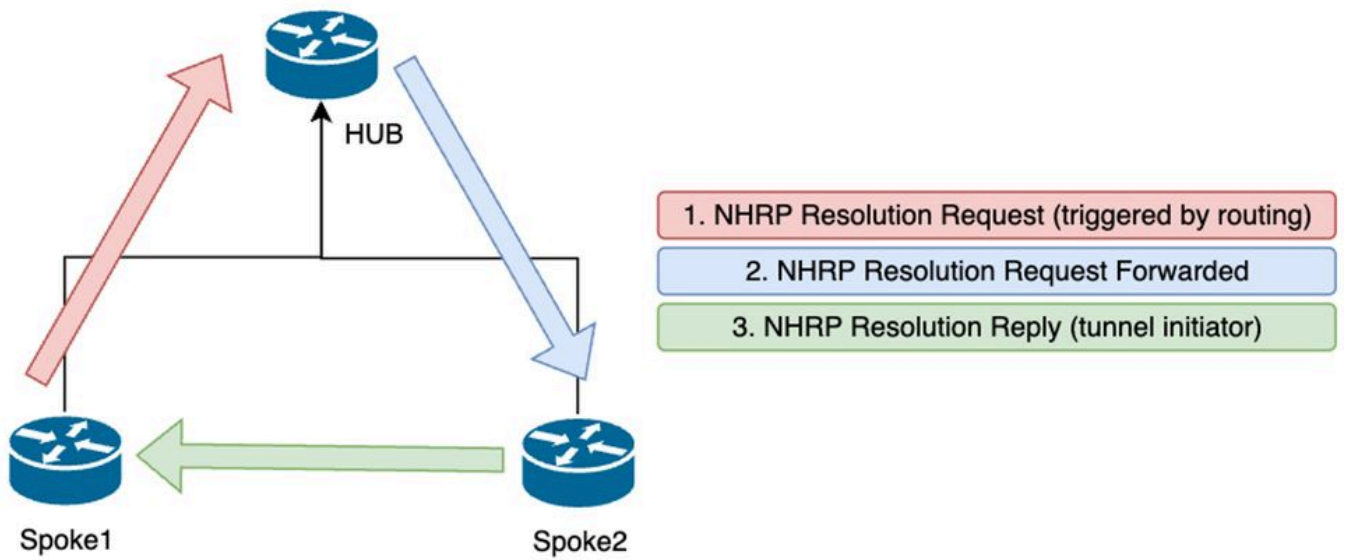 HUB
1. NHRP Resolution Request (triggered by routing)
2. NHRP Resolution Request Forwarded
3. NHRP Resolution Reply (tunnel initiator)
Spoke1
Spoke2